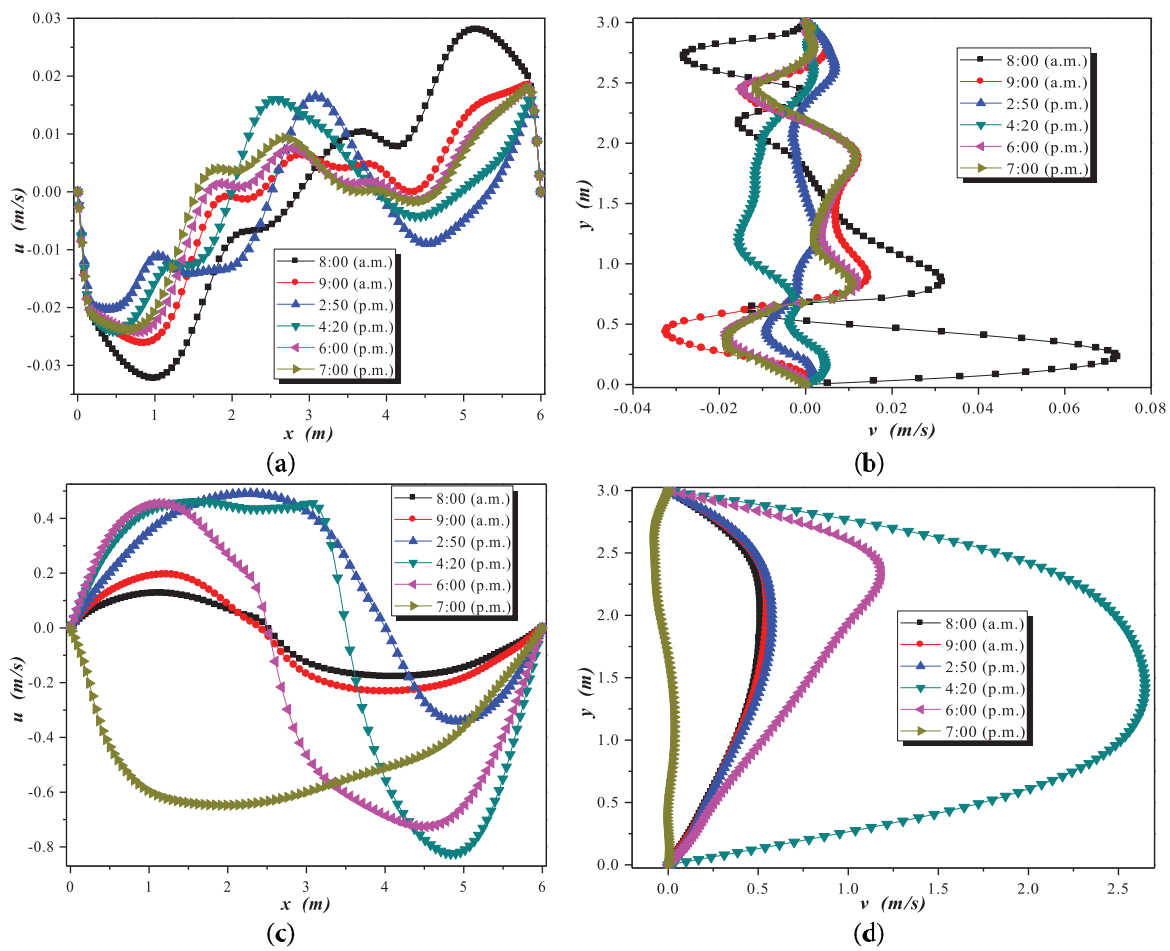 0.03
0.02
0.01
0.00
-0.01
-0.02
-0.03
u (m/s)
8:00 (a.m.)
9:00 (a.m.)
2:50 (p.m.)
4:20 (p.m.)
6:00 (p.m.)
7:00 (p.m.)
0 1 2 3 4 5 6
x (m)
(a)
3.0
2.5
2.0
1.5
1.0
0.5
0.0
y (m)
8:00 (a.m.)
9:00 (a.m.)
2:50 (p.m.)
4:20 (p.m.)
6:00 (p.m.)
7:00 (p.m.)
-0.04 -0.02 0.00 0.02 0.04 0.06 0.08
v (m/s)
(b)
0.4
0.2
0.0
-0.2
-0.4
-0.6
-0.8
u (m/s)
8:00 (a.m.)
9:00 (a.m.)
2:50 (p.m.)
4:20 (p.m.)
6:00 (p.m.)
7:00 (p.m.)
0 1 2 3 4 5 6
x (m)
(c)
3.0
2.5
2.0
1.5
1.0
0.5
0.0
y (m)
8:00 (a.m.)
9:00 (a.m.)
2:50 (p.m.)
4:20 (p.m.)
6:00 (p.m.)
7:00 (p.m.)
0.0 0.5 1.0 1.5 2.0 2.5
v (m/s)
(d)